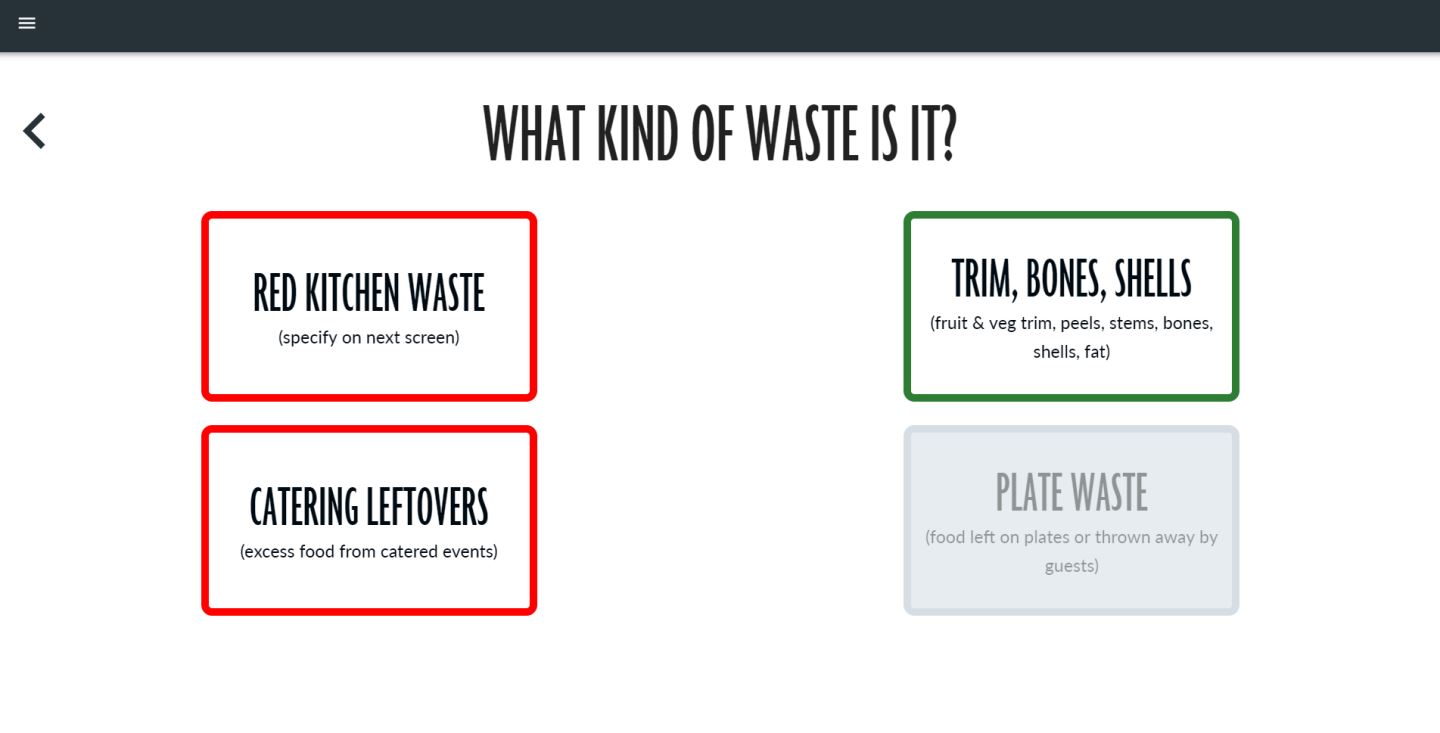 WHAT KIND OF WASTE IS IT?
RED KITCHEN WASTE
(specify on next screen)
TRIM, BONES, SHELLS
(fruit & veg trim, peels, stems, bones,
shells, fat)
CATERING LEFTOVERS
(excess food from catered events)
PLATE WASTE
(food left on plates or thrown away by
guests)